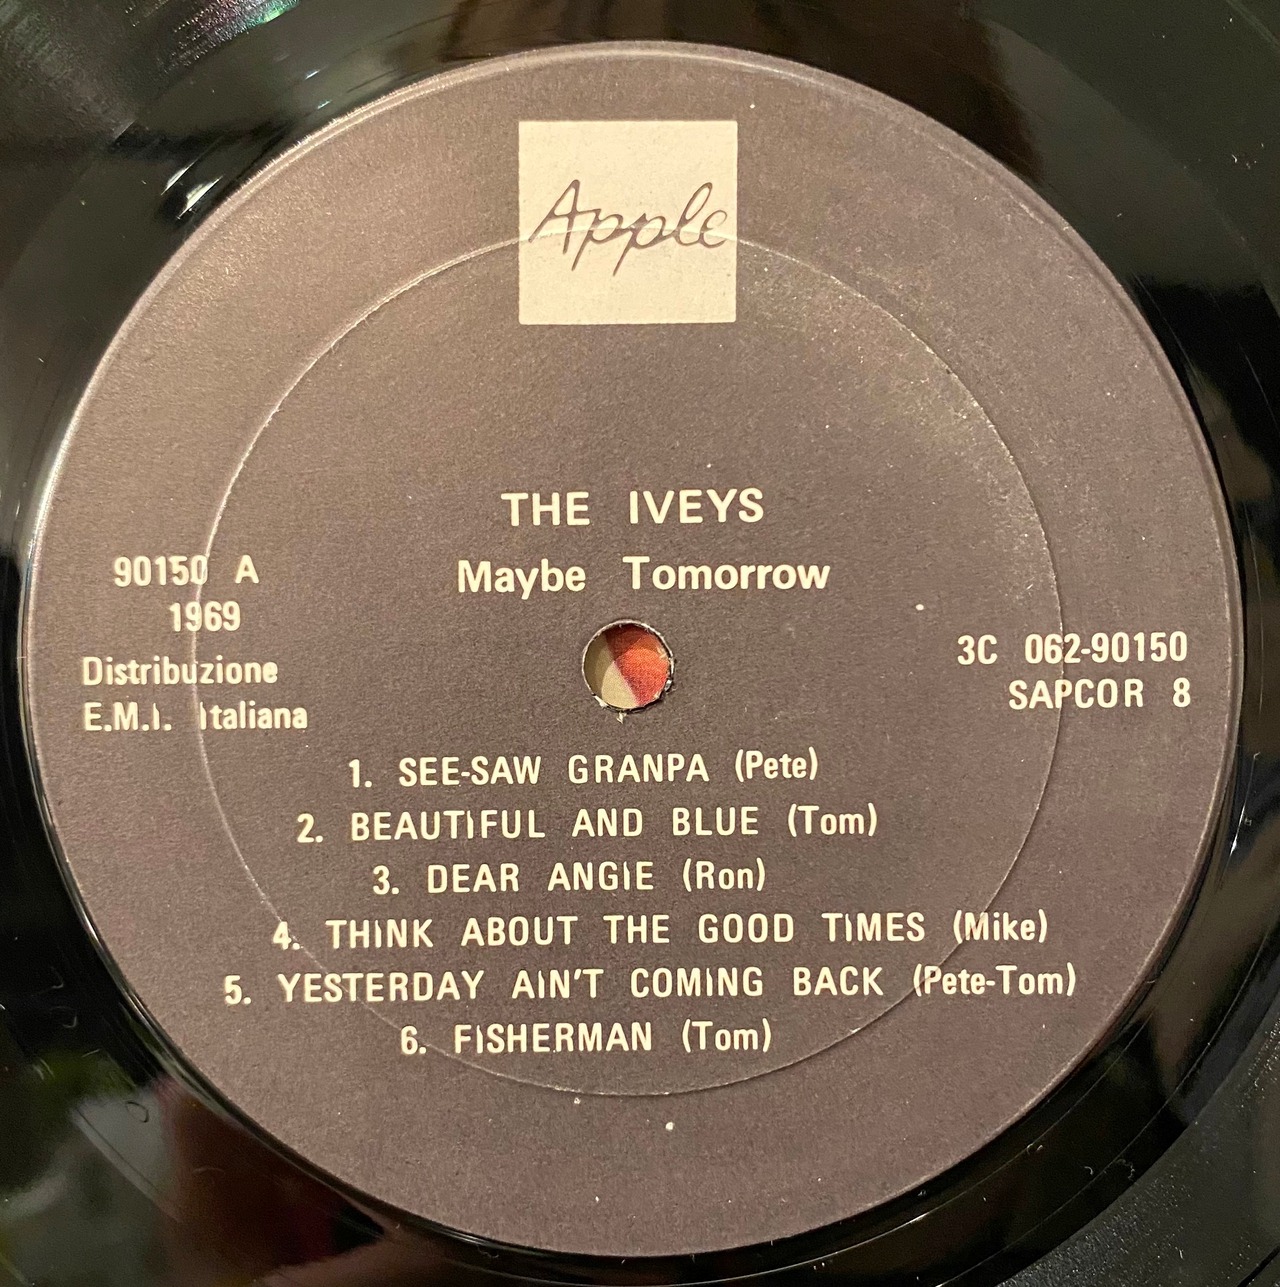 Apple
THE IVEYS
Maybe Tomorrow
90150 A
1969
Distribuzione
E.M.I. Italiana
3C 062-90150
SAPCOR 8
1. SEE-SAW GRANPA (Pete)
2. BEAUTIFUL AND BLUE (Tom)
3. DEAR ANGIE (Ron)
4. THINK ABOUT THE GOOD TIMES (Mike)
5. YESTERDAY AIN'T COMING BACK (Pete-Tom)
6. FISHERMAN (Tom)